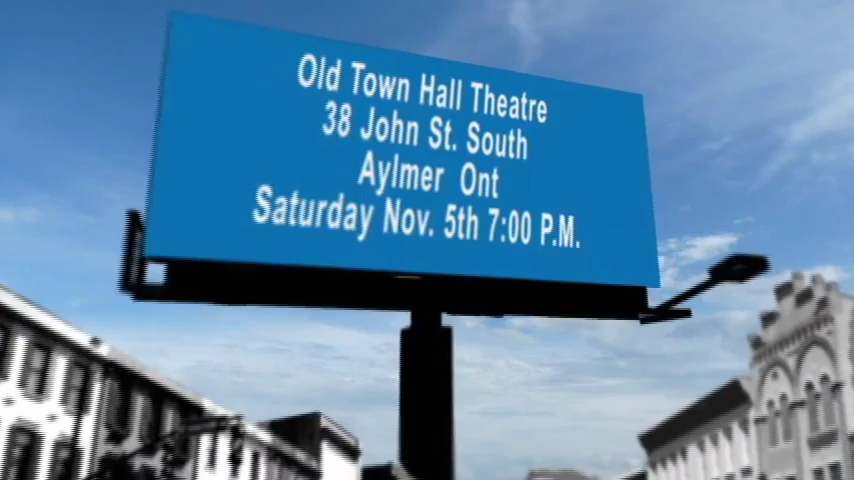 Old Town Hall Theatre
38 John St. South
Aylmer Ont
Saturday Nov. 5th 7:00 P.M.